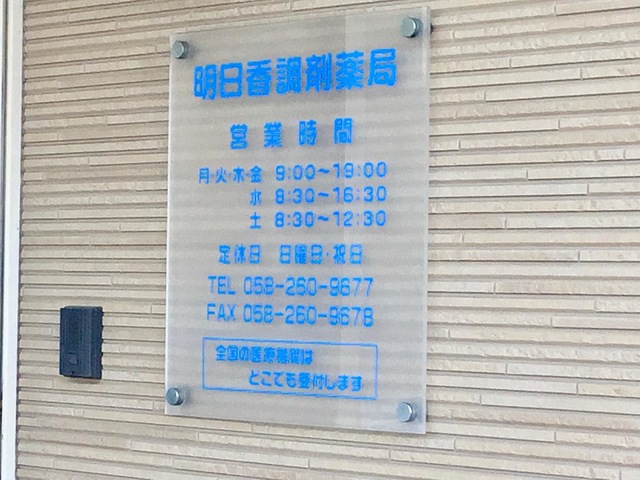 明日香調剤薬局
営業時間
月・火・木・金 9:00～19:00
水 8:30～16:30
土 8:30～12:30
定休日 日曜日・祝日
TEL 058-260-9677
FAX 058-260-9678
全国の医療機関は
どこでも受付します